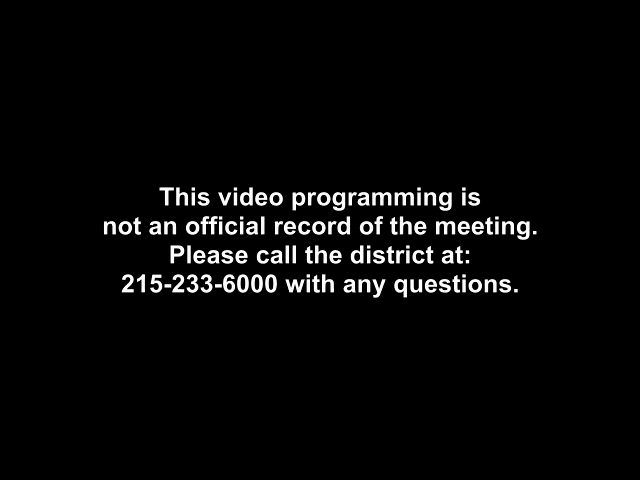 This video programming is
not an official record of the meeting.
Please call the district at:
215-233-6000 with any questions.